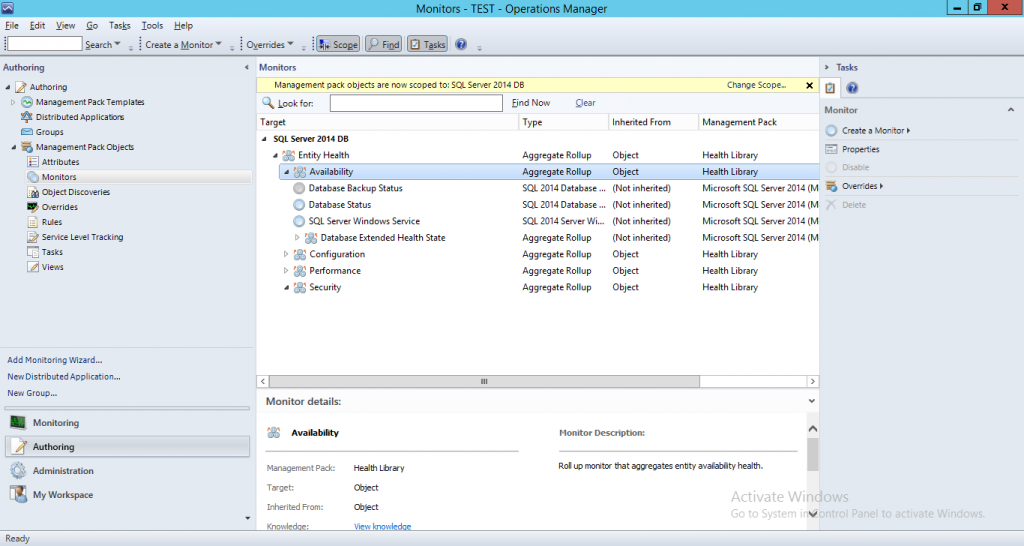 Monitors - TEST - Operations Manager
File Edit View Go Tasks Tools Help
Search Create a Monitor Overrides Scope Find Tasks
Authoring
Authoring
Management Pack Templates
Distributed Applications
Groups
Management Pack Objects
Attributes
Monitors
Object Discoveries
Overrides
Rules
Service Level Tracking
Tasks
Views
Add Monitoring Wizard...
New Distributed Application...
New Group...
Monitoring
Authoring
Administration
My Workspace
Monitors
Management pack objects are now scoped to: SQL Server 2014 DB Change Scope...
Look for: Find Now Clear
Target Type Inherited From Management Pack
SQL Server 2014 DB
Entity Health Aggregate Rollup Object Health Library
Availability Aggregate Rollup Object Health Library
Database Backup Status SQL 2014 Database ... (Not inherited) Microsoft SQL Server 2014 (M
Database Status SQL 2014 Database ... (Not inherited) Microsoft SQL Server 2014 (M
SQL Server Windows Service SQL 2014 Server Wi... (Not inherited) Microsoft SQL Server 2014 (M
Database Extended Health State Aggregate Rollup (Not inherited) Microsoft SQL Server 2014 (M
Configuration Aggregate Rollup Object Health Library
Performance Aggregate Rollup Object Health Library
Security Aggregate Rollup Object Health Library
Monitor details:
Availability
Management Pack: Health Library
Target: Object
Inherited From: Object
Knowledge: View knowledge
Monitor Description:
Roll up monitor that aggregates entity availability health.
Tasks
Monitor
Create a Monitor
Properties
Disable
Overrides
Delete
Activate Windows
Go to System in Control Panel to activate Windows.
Ready